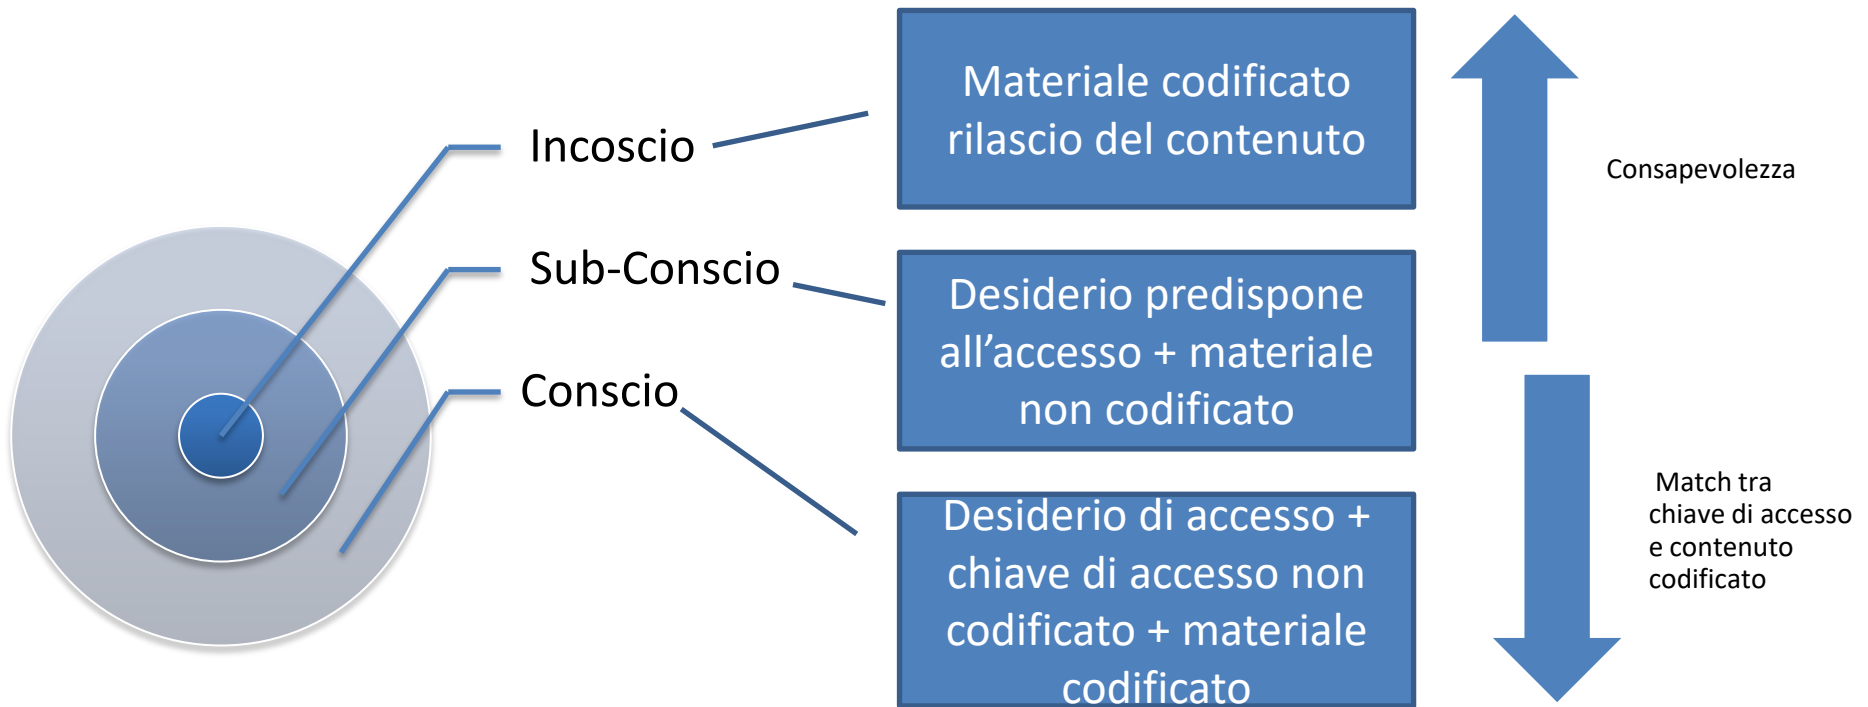 Incoscio
Sub-Conscio
Conscio
Materiale codificato
rilascio del contenuto
Desiderio predispone
all’accesso + materiale
non codificato
Desiderio di accesso +
chiave di accesso non
codificato + materiale
codificato
Consapevolezza
Match tra
chiave di accesso
e contenuto
codificato